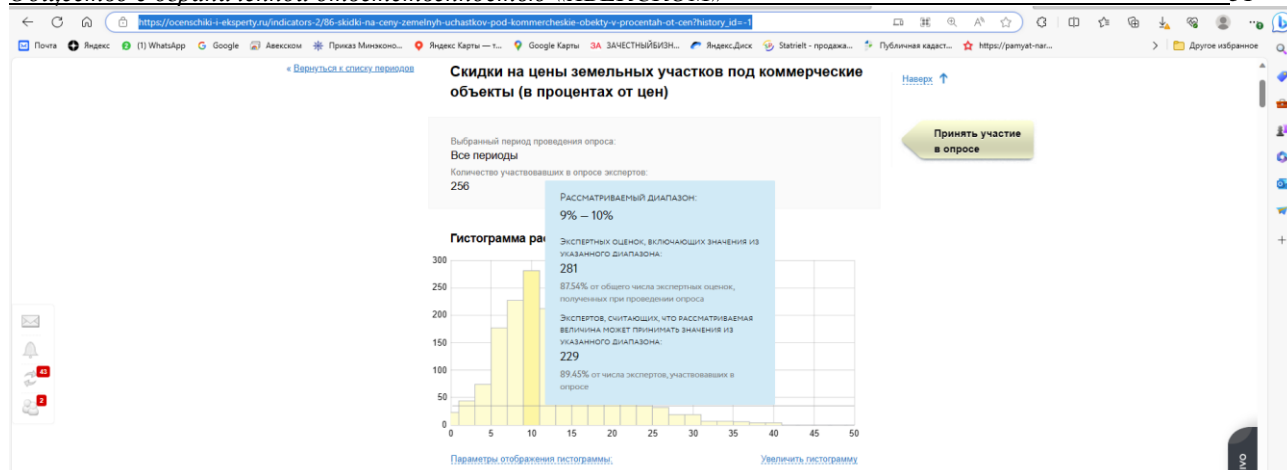 Общество с ограниченной ответственностью «АВЕКСКОМ»
https://ocenschiki-i-eksperty.ru/indicators-2/86-skidki-na-ceny-zemelnyh-uchastkov-pod-kommercheskie-obekty-v-procentah-ot-cen?history_id=-1
Почта Яндекс (1) WhatsApp Google Авекском Приказ Минэконо... Яндекс Карты — т... Google Карты ЗА ЗАЧЕСТНЫЙБИЗН... Яндекс.Диск Statrielt - продажа... Публичная кадаст... https://pamyat-nar... Другое избранное
« Вернуться к списку периодов
Скидки на цены земельных участков под коммерческие
объекты (в процентах от цен)
Наверх
Принять участие
в опросе
Выбранный период проведения опроса:
Все периоды
Количество участвовавших в опросе экспертов:
256
Рассматриваемый диапазон:
9% — 10%
Экспертных оценок, включающих значения из
указанного диапазона:
281
87.54% от общего числа экспертных оценок,
полученных при проведении опроса
Экспертов, считающих, что рассматриваемая
величина может принимать значения из
указанного диапазона:
229
89.45% от числа экспертов, участвовавших в
опросе
Гистограмма ра
300
250
200
150
100
50
0
0 5 10 15 20 25 30 35 40 45 50
Параметры отображения гистограммы: Увеличить гистограмму
43
2